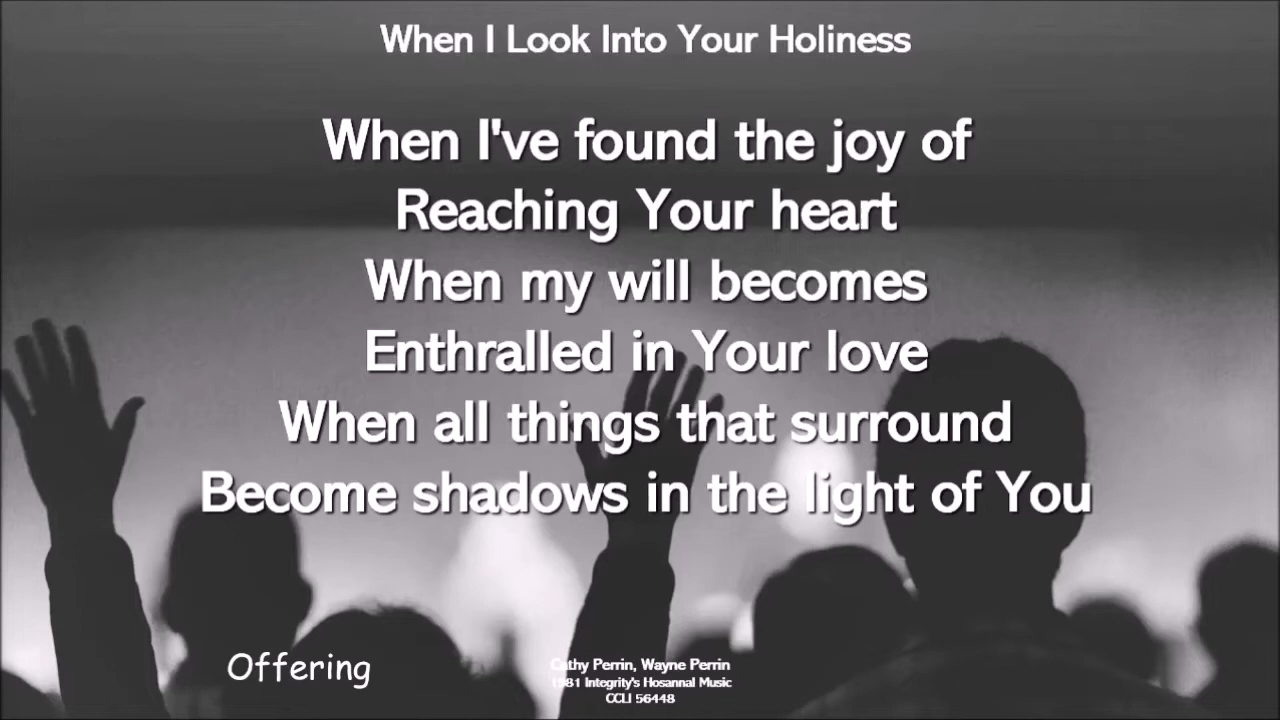 When I Look Into Your Holiness
When I've found the joy of
Reaching Your heart
When my will becomes
Enthralled in Your love
When all things that surround
Become shadows in the light of You
Offering
Cathy Perrin, Wayne Perrin
1981 Integrity's Hosannal Music
CCLI 56448